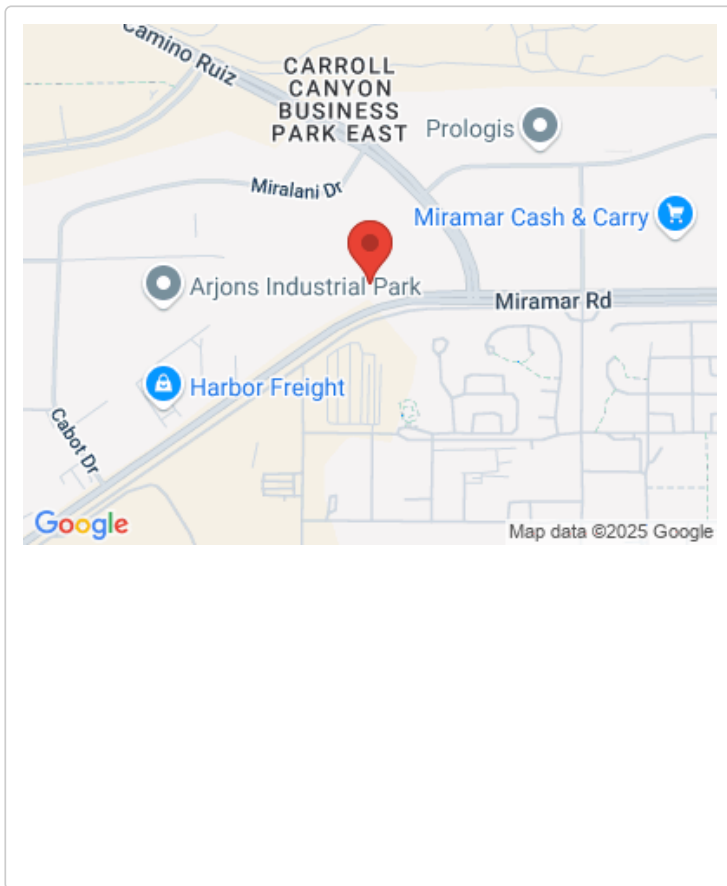 Camino Ruiz
CARROLL
CANYON
BUSINESS
PARK EAST
Prologis
Miralani Dr
Miramar Cash & Carry
Arjons Industrial Park
Miramar Rd
Harbor Freight
Cabot Dr
Google
Map data ©2025 Google